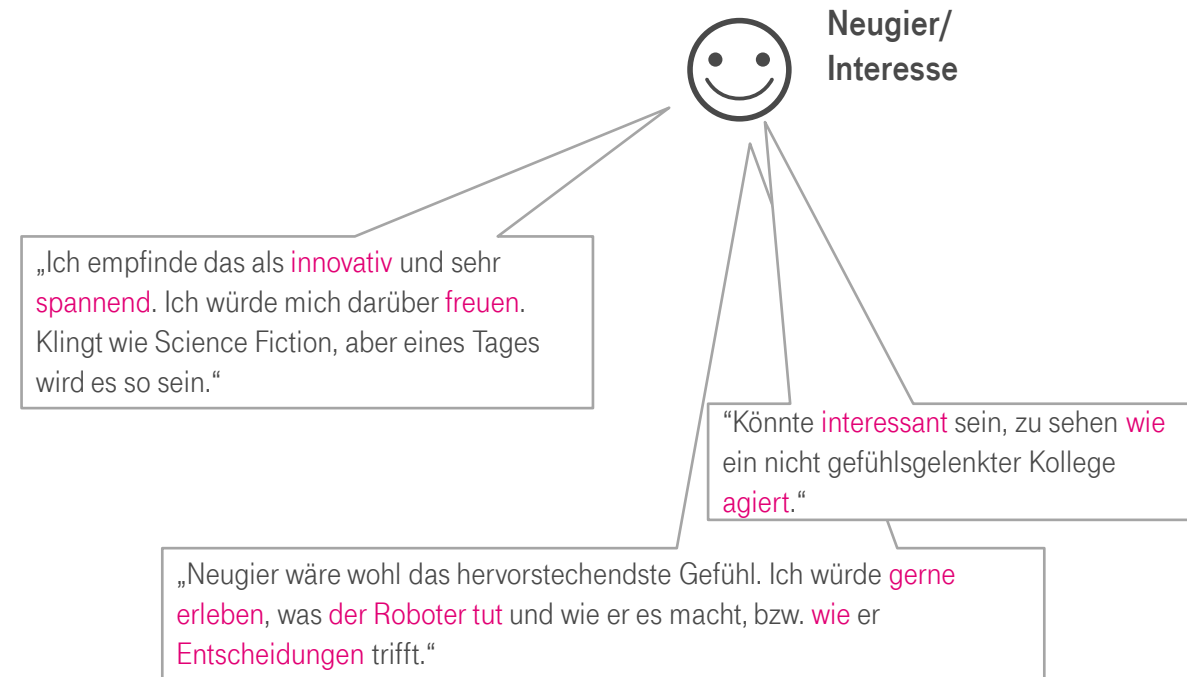 Neugier/
Interesse
„Ich empfinde das als innovativ und sehr
spannend. Ich würde mich darüber freuen.
Klingt wie Science Fiction, aber eines Tages
wird es so sein.“
“Könnte interessant sein, zu sehen wie
ein nicht gefühlsgelenkter Kollege
agiert.“
„Neugier wäre wohl das hervorstechendste Gefühl. Ich würde gerne
erleben, was der Roboter tut und wie er es macht, bzw. wie er
Entscheidungen trifft.“